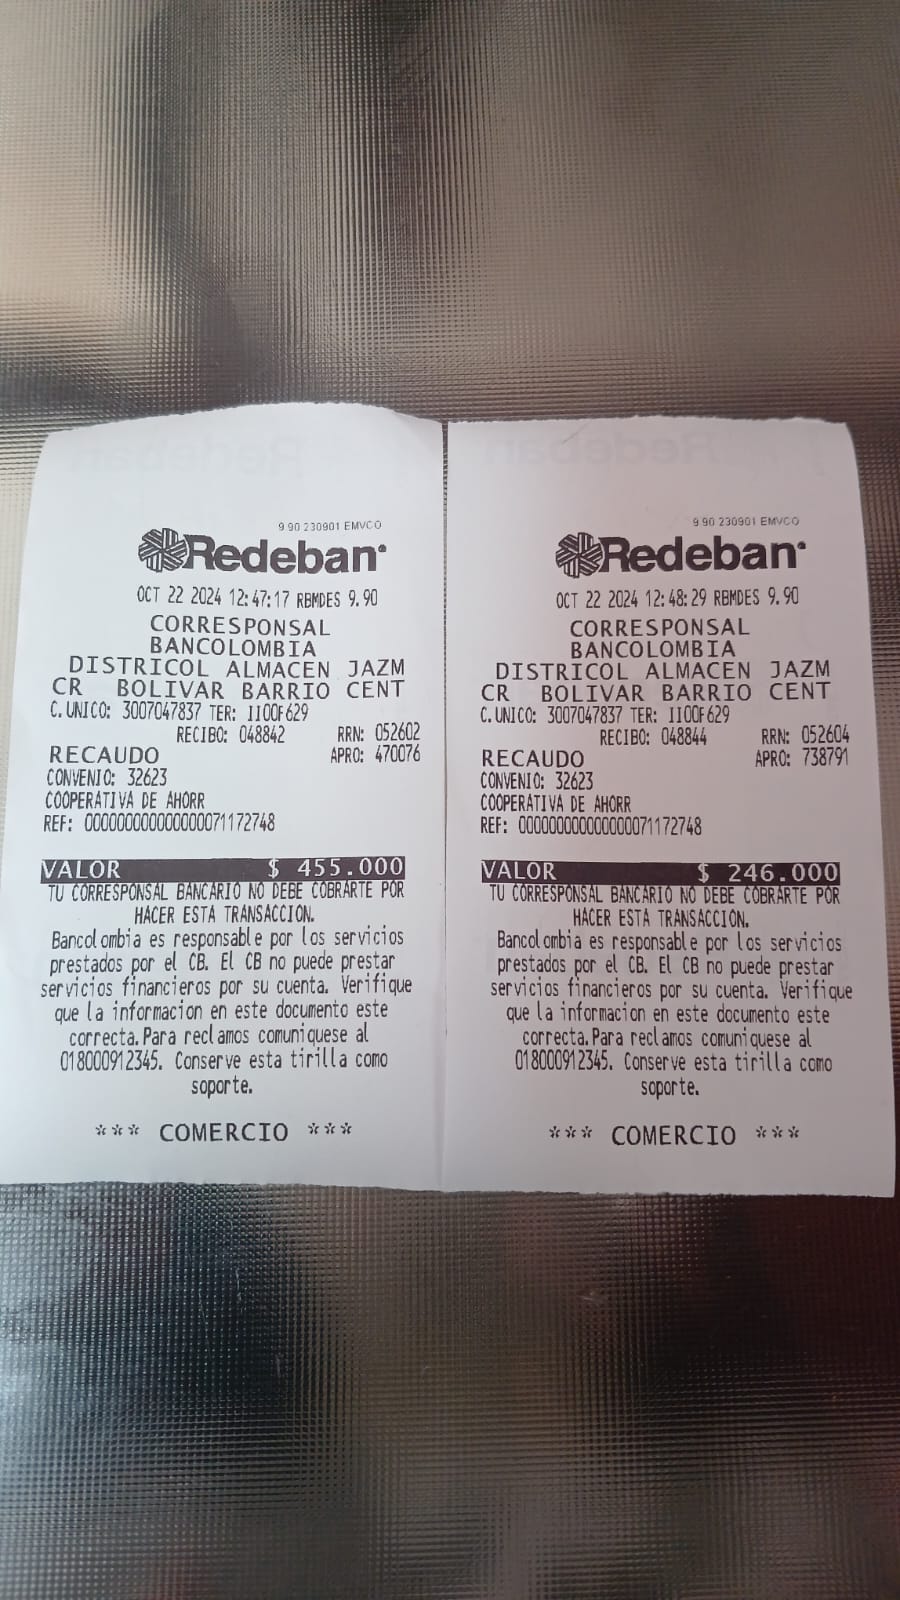 9.90 230901 EMVCO
Redeban
OCT 22 2024 12:47:17 RBMDES 9.90
CORRESPONSAL
BANCOLOMBIA
DISTRICOL ALMACEN JAZM
CR BOLIVAR BARRIO CENT
C.UNICO: 3007047837 TER: 1100F629
RECIBO: 048842 RRN: 052602
RECAUDO APRO: 470076
CONVENIO: 32623
COOPERATIVA DE AHORR
REF: 000000000000000071172748
VALOR $ 455.000
TU CORRESPONSAL BANCARIO NO DEBE COBRARTE POR
HACER ESTA TRANSACCION.
Bancolombia es responsable por los servicios
prestados por el CB. El CB no puede prestar
servicios financieros por su cuenta. Verifique
que la informacion en este documento este
correcta.Para reclamos comuniquese al
018000912345. Conserve esta tirilla como
soporte.
*** COMERCIO ***
9.90 230901 EMVCO
Redeban
OCT 22 2024 12:48:29 RBMDES 9.90
CORRESPONSAL
BANCOLOMBIA
DISTRICOL ALMACEN JAZM
CR BOLIVAR BARRIO CENT
C.UNICO: 3007047837 TER: 1100F629
RECIBO: 048844 RRN: 052604
RECAUDO APRO: 738791
CONVENIO: 32623
COOPERATIVA DE AHORR
REF: 000000000000000071172748
VALOR $ 246.000
TU CORRESPONSAL BANCARIO NO DEBE COBRARTE POR
HACER ESTA TRANSACCION.
Bancolombia es responsable por los servicios
prestados por el CB. El CB no puede prestar
servicios financieros por su cuenta. Verifique
que la informacion en este documento este
correcta.Para reclamos comuniquese al
018000912345. Conserve esta tirilla como
soporte.
*** COMERCIO ***